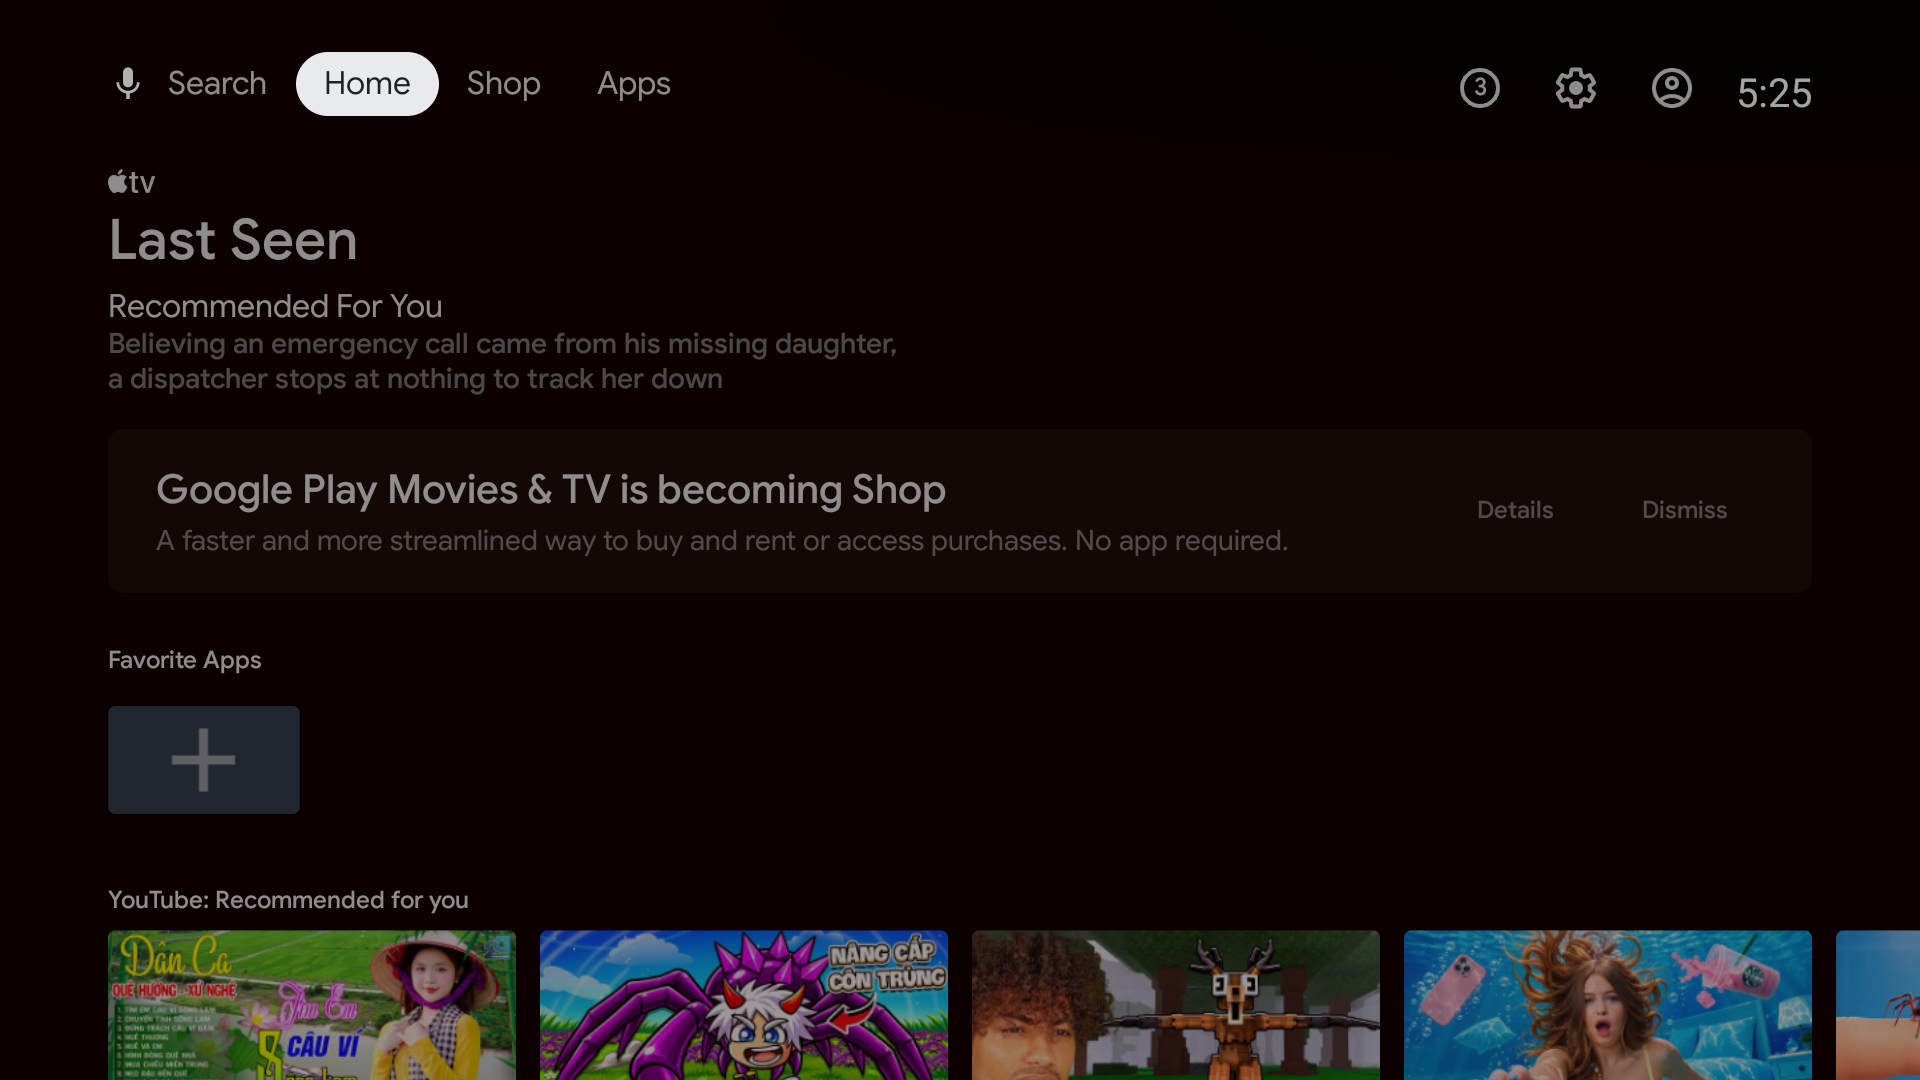 Search Home Shop Apps 3 5:25
tv
Last Seen
Recommended For You
Believing an emergency call came from his missing daughter,
a dispatcher stops at nothing to track her down
Google Play Movies & TV is becoming Shop
A faster and more streamlined way to buy and rent or access purchases. No app required.
Details Dismiss
Favorite Apps
YouTube: Recommended for you
Dân Ca
QUÊ HƯƠNG - XỨ NGHỆ
Tìm Em
CÂU VÍ
NÂNG CẤP
CÔN TRÙNG